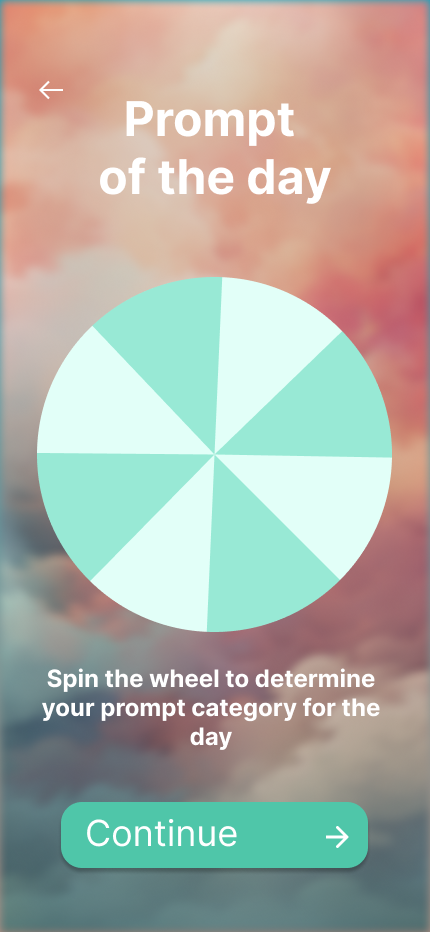 Prompt
of the day
Spin the wheel to determine
your prompt category for the
day
Continue